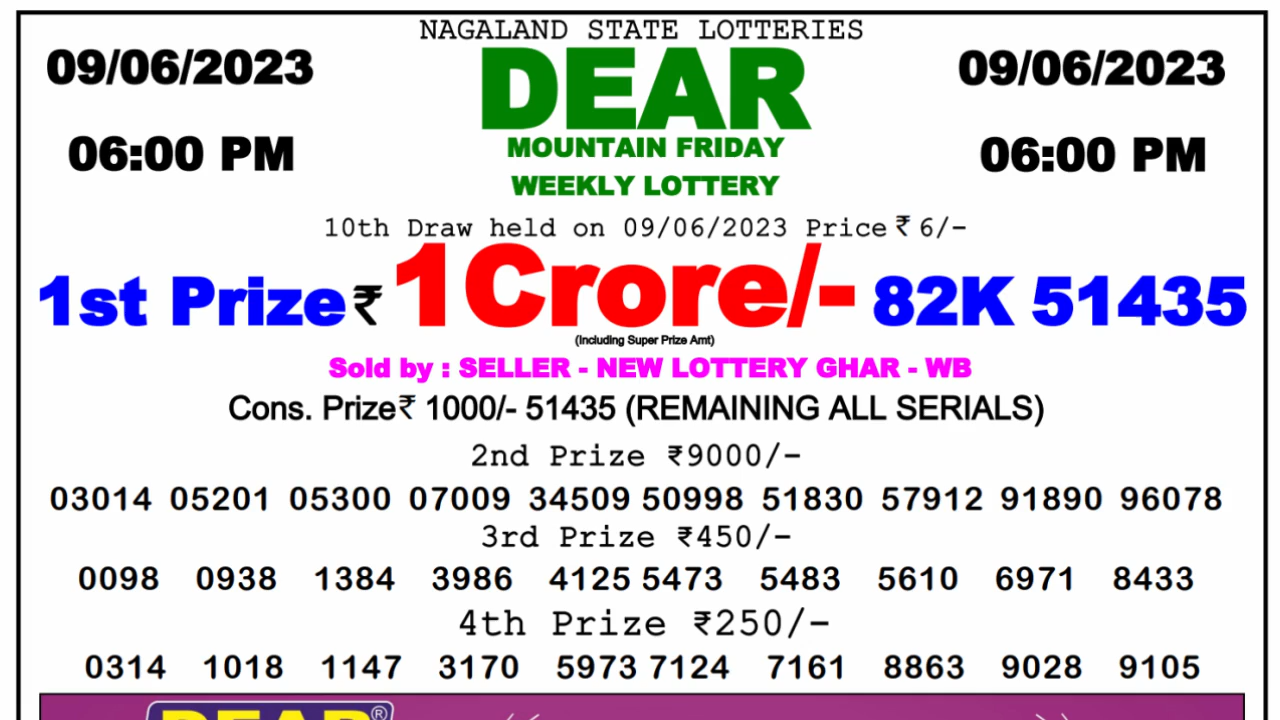 NAGALAND STATE LOTTERIES
09/06/2023 DEAR 09/06/2023
06:00 PM MOUNTAIN FRIDAY 06:00 PM
WEEKLY LOTTERY
10th Draw held on 09/06/2023 Price ₹ 6/-
1st Prize ₹ 1Crore/- 82K 51435
(Including Super Prize Amt)
Sold by : SELLER - NEW LOTTERY GHAR - WB
Cons. Prize₹ 1000/- 51435 (REMAINING ALL SERIALS)
2nd Prize ₹9000/-
03014 05201 05300 07009 34509 50998 51830 57912 91890 96078
3rd Prize ₹450/-
0098 0938 1384 3986 4125 5473 5483 5610 6971 8433
4th Prize ₹250/-
0314 1018 1147 3170 5973 7124 7161 8863 9028 9105
DEAR®